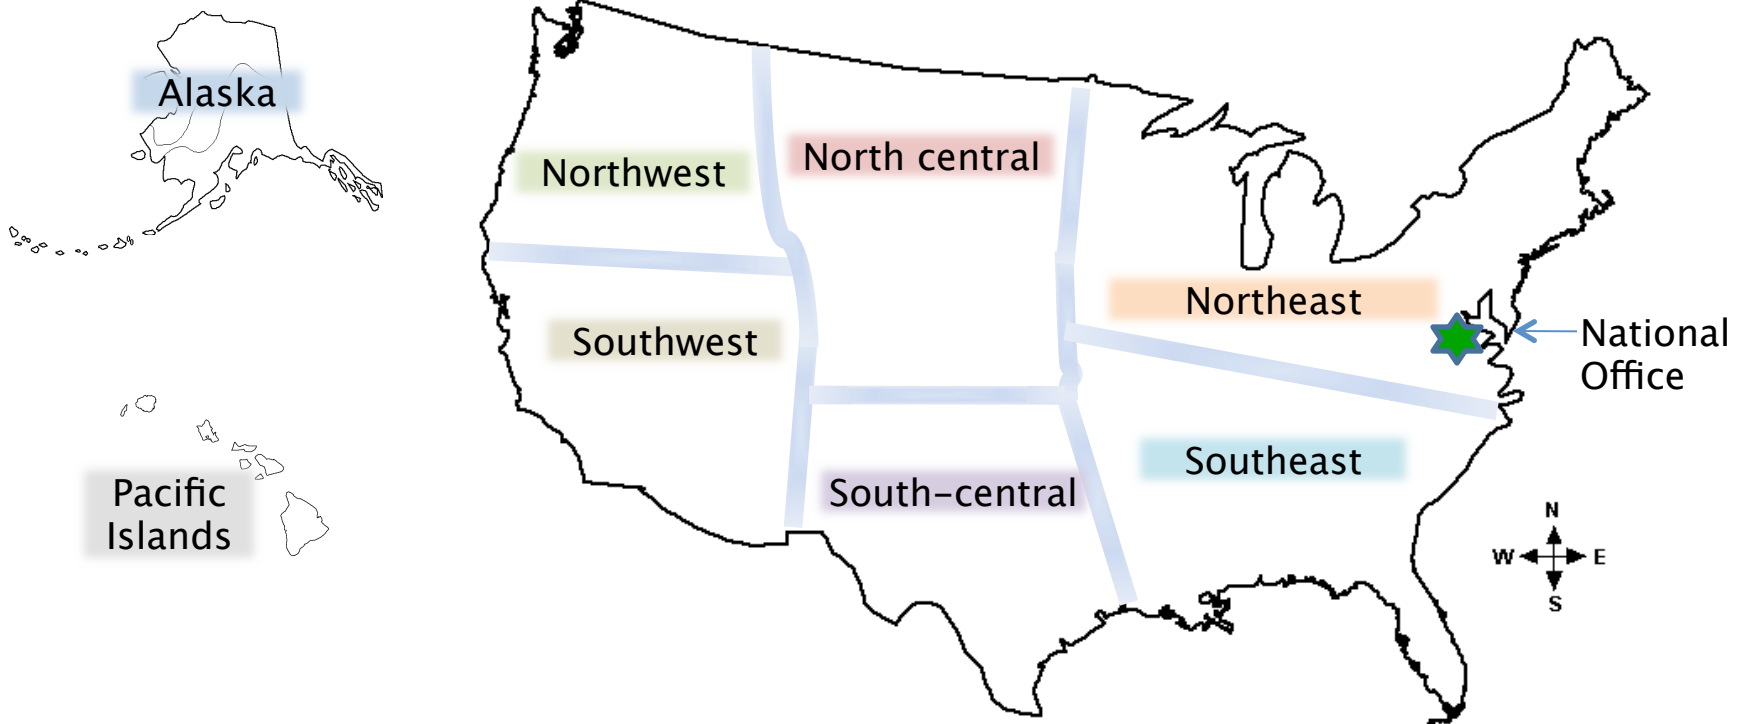 Alaska
Northwest
North central
Northeast
Southwest
National
Office
Southeast
South-central
Pacific
Islands
N
W
E
S